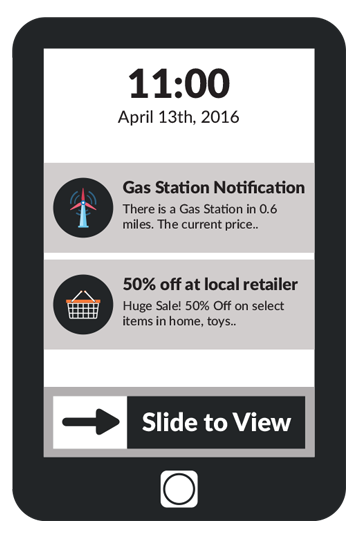 11:00
April 13th, 2016
Gas Station Notification
There is a Gas Station in 0.6
miles. The current price..
50% off at local retailer
Huge Sale! 50% Off on select
items in home, toys..
Slide to View